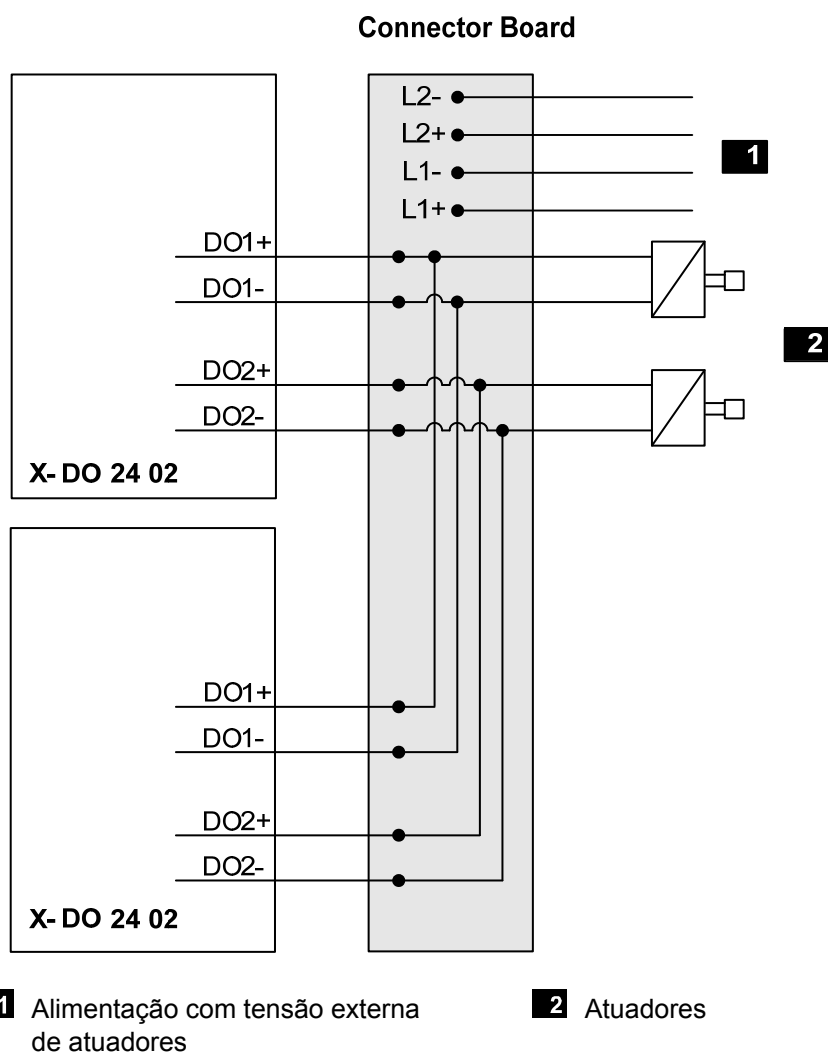 Connector Board
L2-
L2+
1
L1-
L1+
DO1+
DO1-
2
DO2+
DO2-
X-DO 24 02
DO1+
DO1-
DO2+
DO2-
X-DO 24 02
1 Alimentação com tensão externa
de atuadores
2 Atuadores